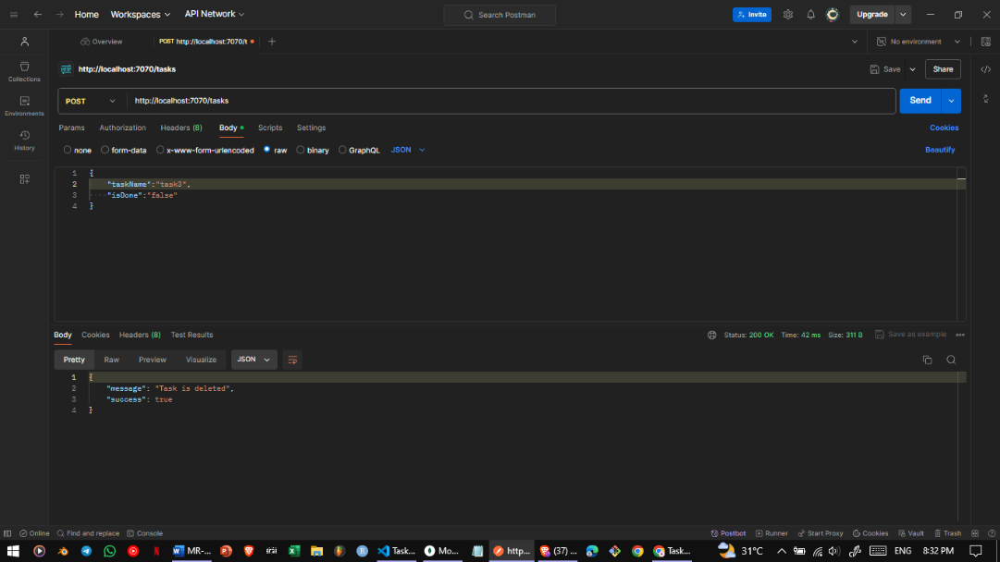 Home Workspaces API Network Search Postman Invite Upgrade
Overview POST http://localhost:7070/t No environment
http://localhost:7070/tasks Save Share
Collections
Environments
History
POST http://localhost:7070/tasks Send
Params Authorization Headers (8) Body Scripts Settings Cookies
none form-data x-www-form-urlencoded raw binary GraphQL JSON Beautify
1 {
2 "taskName":"task3",
3 "isDone":"false"
4 }
Body Cookies Headers (8) Test Results Status: 200 OK Time: 42 ms Size: 311 B Save as example
Pretty Raw Preview Visualize JSON
1 {
2 "message": "Task is deleted",
3 "success": true
4 }
Online Find and replace Console Postbot Runner Start Proxy Cookies Vault Trash
MR-... Task... Mo... http... (37) ... Task... 31°C ENG 8:32 PM